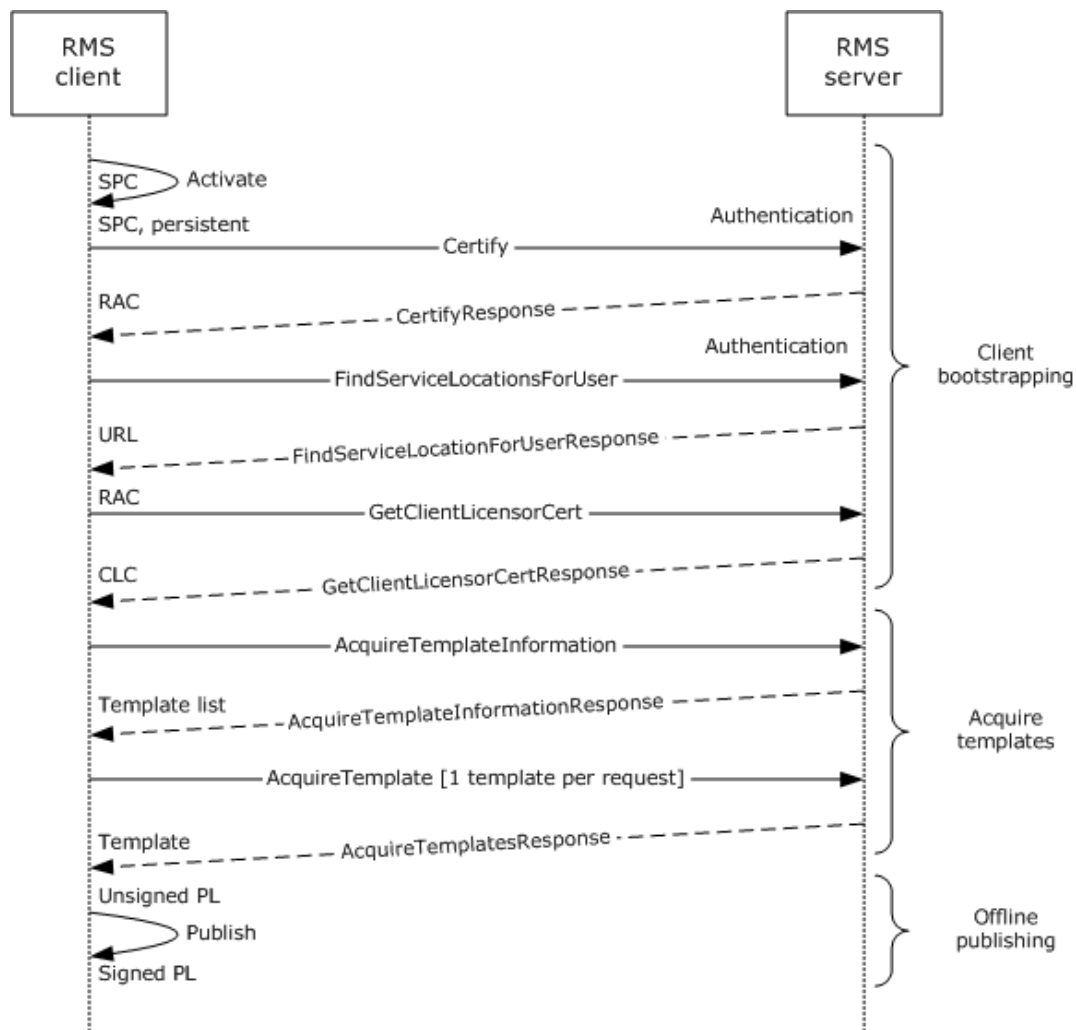 RMS
client
RMS
server
SPC
Activate
SPC, persistent
Authentication
Certify
RAC
CertifyResponse
Authentication
FindServiceLocationsForUser
Client
bootstrapping
URL
FindServiceLocationForUserResponse
RAC
GetClientLicensorCert
CLC
GetClientLicensorCertResponse
AcquireTemplateInformation
Template list
AcquireTemplateInformationResponse
Acquire
templates
AcquireTemplate [1 template per request]
Template
AcquireTemplatesResponse
Unsigned PL
Publish
Offline
publishing
Signed PL